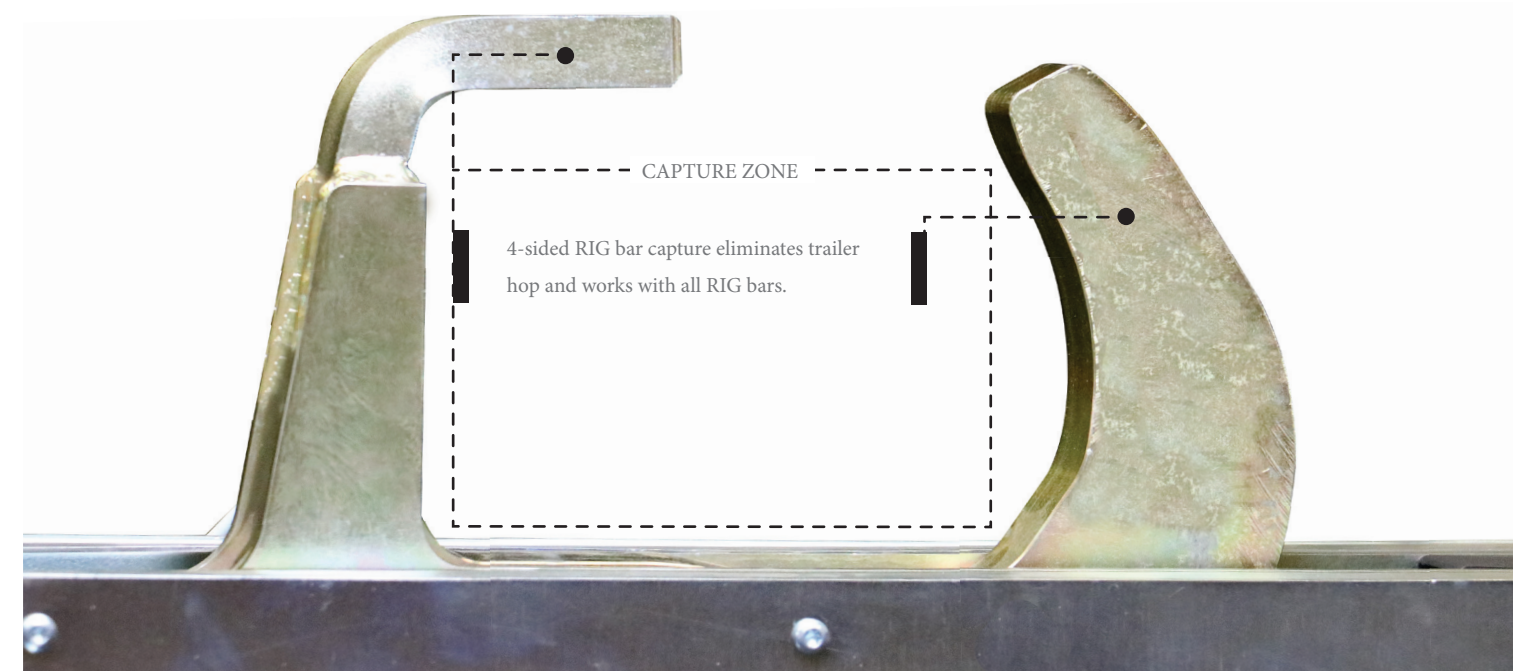 CAPTURE ZONE
4-sided RIG bar capture eliminates trailer
hop and works with all RIG bars.